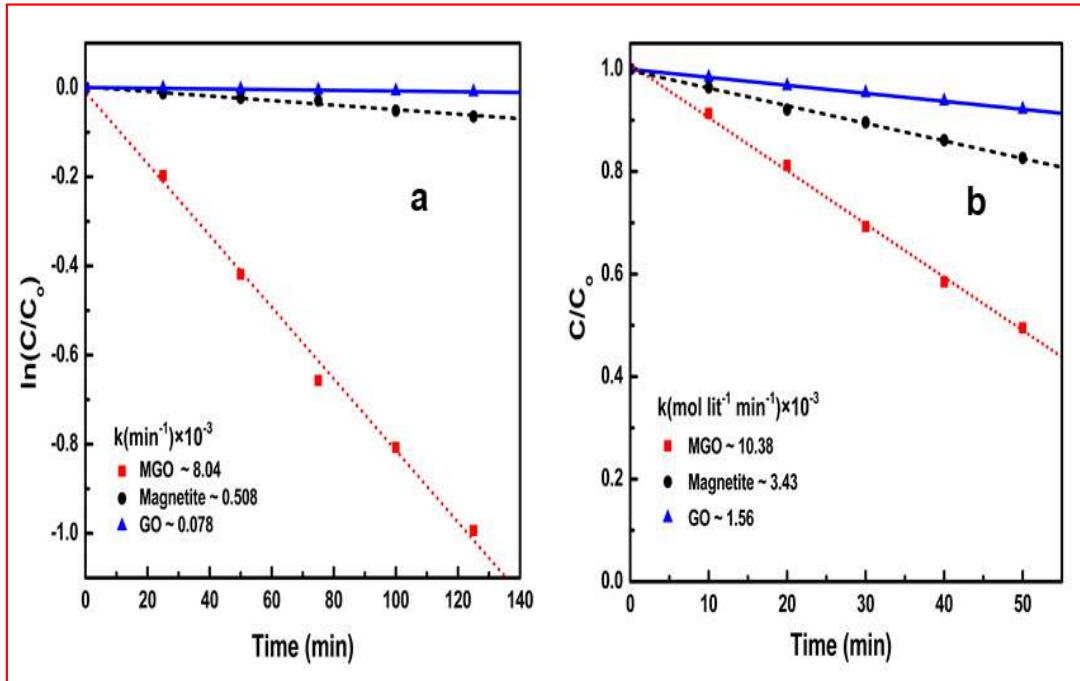 0.0
-0.2
-0.4
-0.6
-0.8
-1.0
ln(C/Co)
a
k(min-1)×10-3
MGO ~ 8.04
Magnetite ~ 0.508
GO ~ 0.078
0 20 40 60 80 100 120 140
Time (min)
1.0
0.8
0.6
0.4
0.2
0.0
C/Co
b
k(mol lit-1 min-1)×10-3
MGO ~ 10.38
Magnetite ~ 3.43
GO ~ 1.56
0 10 20 30 40 50
Time (min)